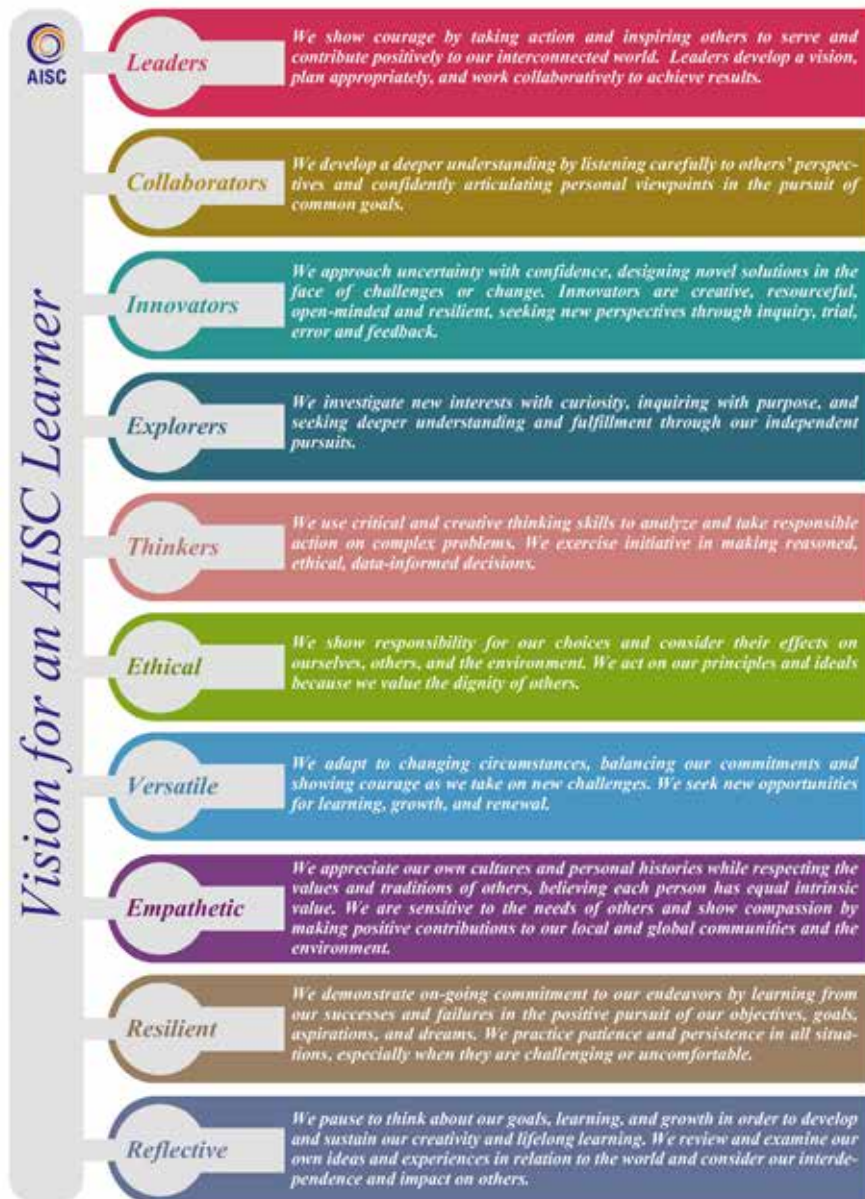 AISC
Vision for an AISC Learner
Leaders
We show courage by taking action and inspiring others to serve and
contribute positively to our interconnected world. Leaders develop a vision,
plan appropriately, and work collaboratively to achieve results.
Collaborators
We develop a deeper understanding by listening carefully to others' perspec-
tives and confidently articulating personal viewpoints in the pursuit of
common goals.
Innovators
We approach uncertainty with confidence, designing novel solutions in the
face of challenges or change. Innovators are creative, resourceful,
open-minded and resilient, seeking new perspectives through inquiry, trial,
error and feedback.
Explorers
We investigate new interests with curiosity, inquiring with purpose, and
seeking deeper understanding and fulfillment through our independent
pursuits.
Thinkers
We use critical and creative thinking skills to analyze and take responsible
action on complex problems. We exercise initiative in making reasoned,
ethical, data-informed decisions.
Ethical
We show responsibility for our choices and consider their effects on
ourselves, others, and the environment. We act on our principles and ideals
because we value the dignity of others.
Versatile
We adapt to changing circumstances, balancing our commitments and
showing courage as we take on new challenges. We seek new opportunities
for learning, growth, and renewal.
Empathetic
We appreciate our own cultures and personal histories while respecting the
values and traditions of others, believing each person has equal intrinsic
value. We are sensitive to the needs of others and show compassion by
making positive contributions to our local and global communities and the
environment.
Resilient
We demonstrate on-going commitment to our endeavors by learning from
our successes and failures in the positive pursuit of our objectives, goals,
aspirations, and dreams. We practice patience and persistence in all situa-
tions, especially when they are challenging or uncomfortable.
Reflective
We pause to think about our goals, learning, and growth in order to develop
and sustain our creativity and lifelong learning. We review and examine our
own ideas and experiences in relation to the world and consider our interde-
pendence and impact on others.